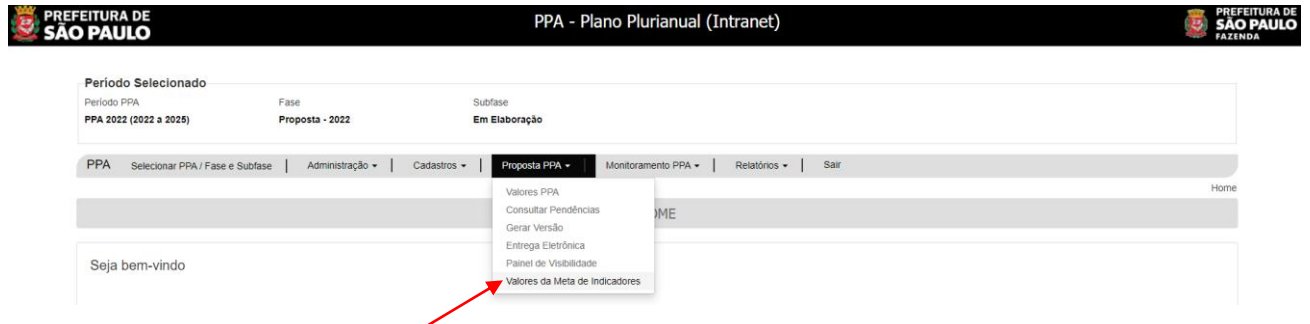 PREFEITURA DE
SÃO PAULO
PPA - Plano Plurianual (Intranet)
PREFEITURA DE
SÃO PAULO
FAZENDA
Período Selecionado
Período PPA Fase Subfase
PPA 2022 (2022 a 2025) Proposta - 2022 Em Elaboração
PPA Selecionar PPA / Fase e Subfase | Administração | Cadastros | Proposta PPA | Monitoramento PPA | Relatórios | Sair
Home
OME
Valores PPA
Consultar Pendências
Gerar Versão
Entrega Eletrônica
Painel de Visibilidade
Valores da Meta de Indicadores
Seja bem-vindo